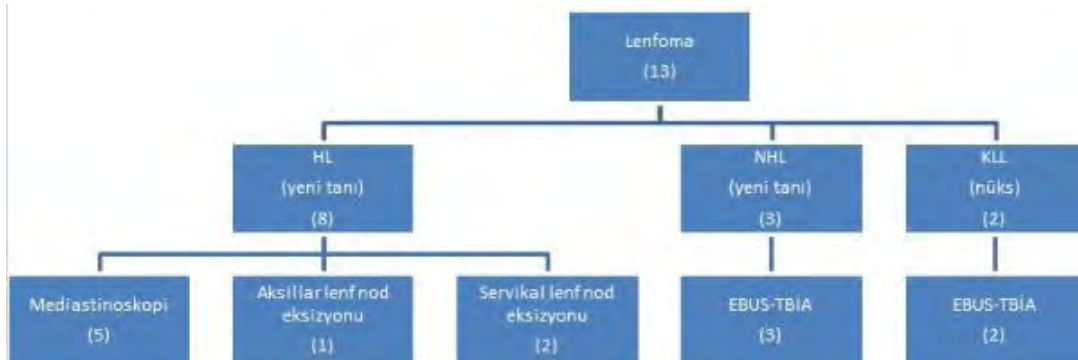 Lenfoma
(13)
HL
(yeni tanı)
(8)
NHL
(yeni tanı)
(3)
KLL
(nüks)
(2)
Mediastinoskopi
(5)
Aksillar lenf nod
eksizyonu
(1)
Servikal lenf nod
eksizyonu
(2)
EBUS-TBİA
(3)
EBUS-TBİA
(2)